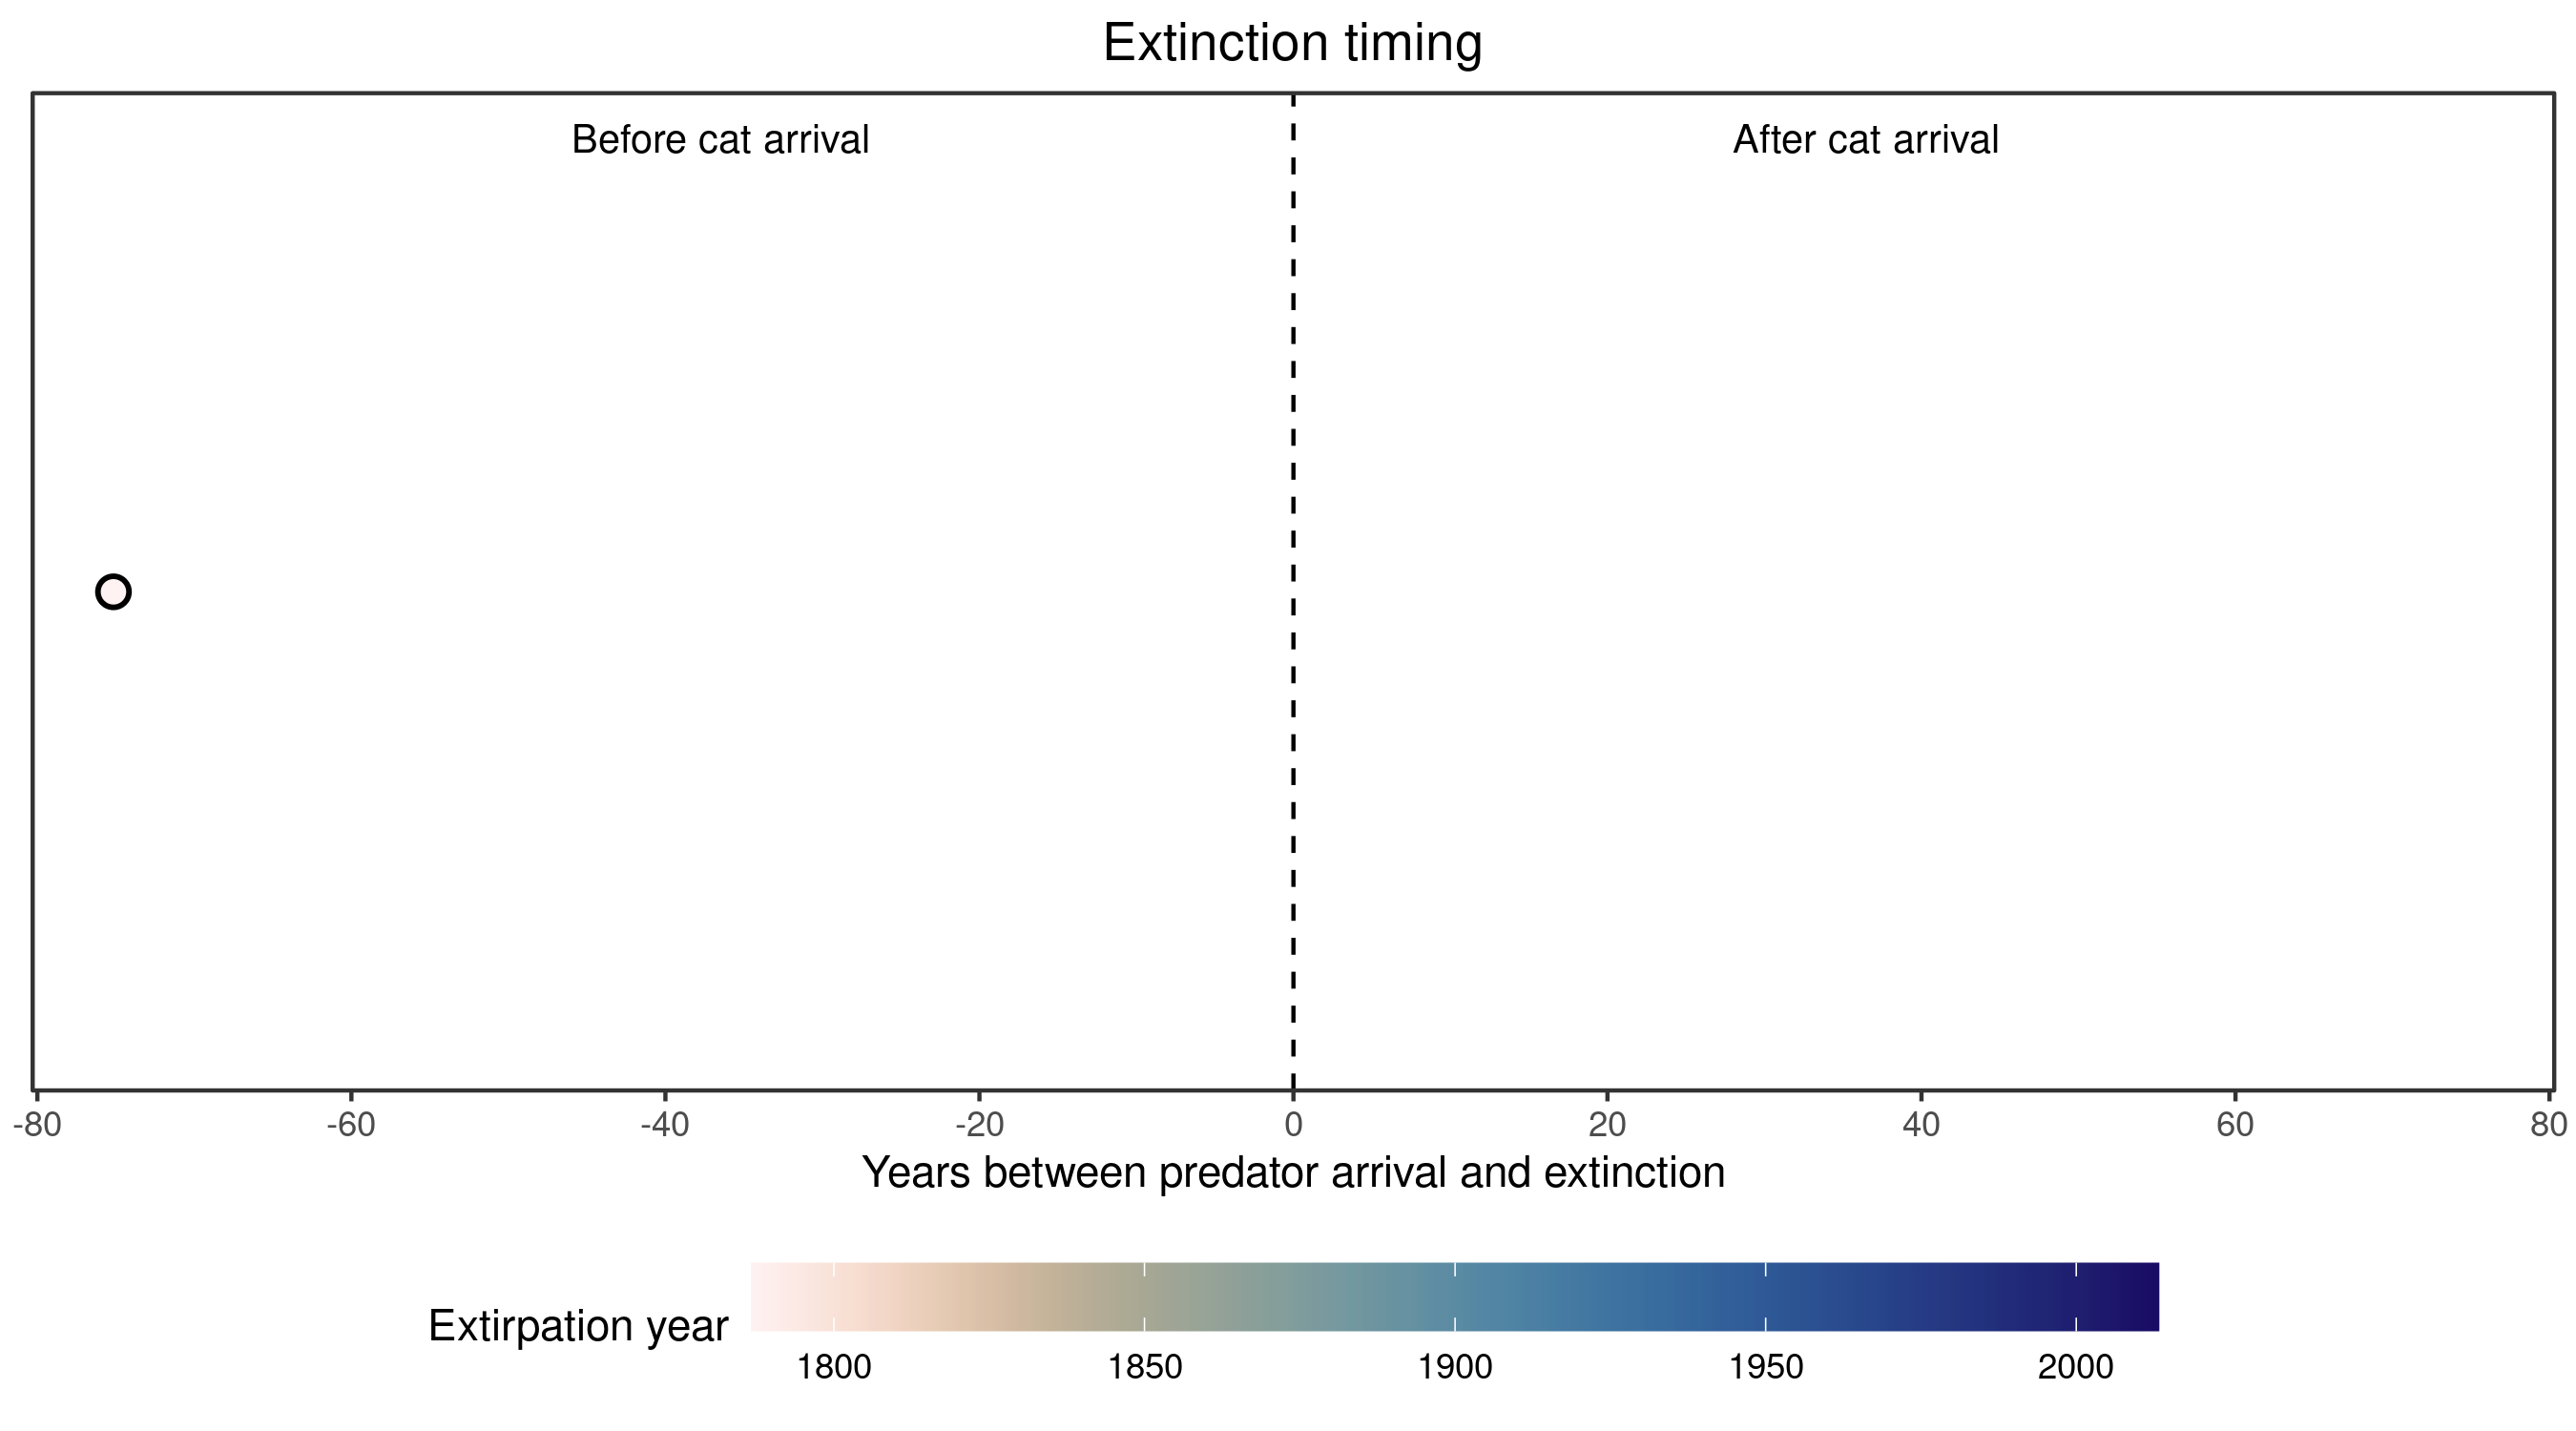 Extinction timing
Before cat arrival
After cat arrival
-80 -60 -40 -20 0 20 40 60 80
Years between predator arrival and extinction
Extirpation year
1800 1850 1900 1950 2000